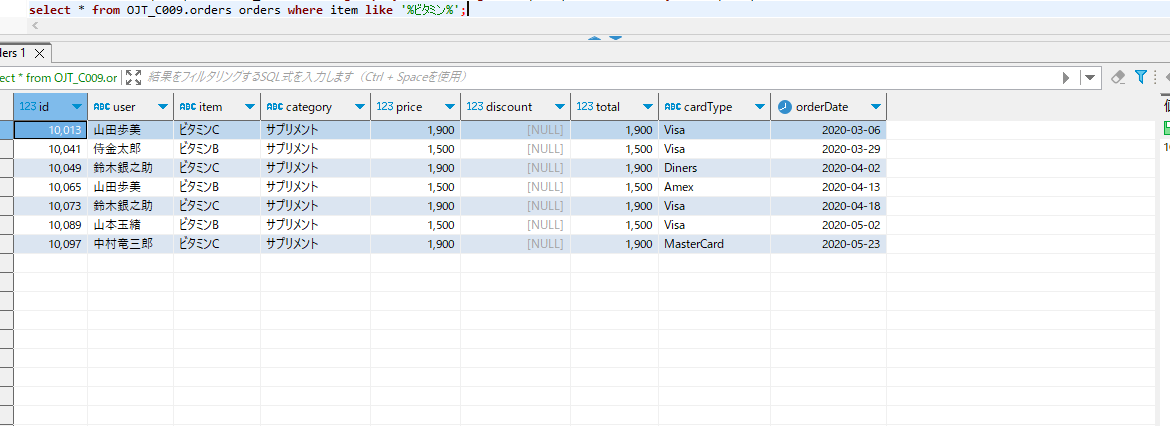 select * from OJT_C009.orders orders where item like '%ビタミン%';
ders 1
ect * from OJT_C009.or 結果をフィルタリングするSQL式を入力します（Ctrl + Spaceを使用）
123 id ABC user ABC item ABC category 123 price 123 discount 123 total ABC cardType orderDate
10,013 山田歩美 ビタミンC サプリメント 1,900 [NULL] 1,900 Visa 2020-03-06
10,041 侍金太郎 ビタミンB サプリメント 1,500 [NULL] 1,500 Visa 2020-03-29
10,049 鈴木銀之助 ビタミンC サプリメント 1,900 [NULL] 1,900 Diners 2020-04-02
10,065 山田歩美 ビタミンB サプリメント 1,500 [NULL] 1,500 Amex 2020-04-13
10,073 鈴木銀之助 ビタミンC サプリメント 1,900 [NULL] 1,900 Visa 2020-04-18
10,089 山本玉緒 ビタミンB サプリメント 1,500 [NULL] 1,500 Visa 2020-05-02
10,097 中村竜三郎 ビタミンC サプリメント 1,900 [NULL] 1,900 MasterCard 2020-05-23